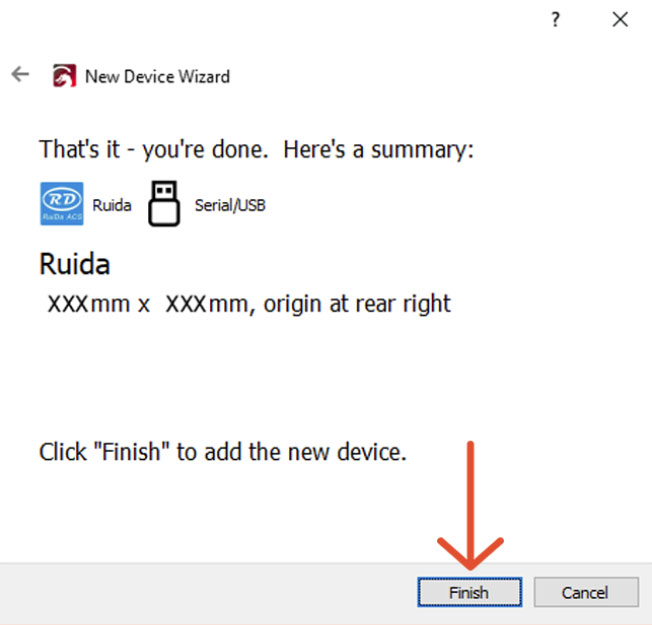 ?
New Device Wizard
That's it - you're done.  Here's a summary:
RD
RuiDa ACS
Ruida
Serial/USB
Ruida
XXXmm x  XXXmm, origin at rear right
Click "Finish" to add the new device.
Finish
Cancel